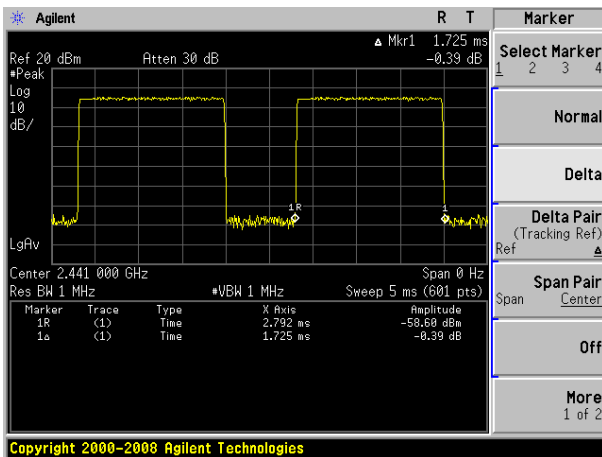 Agilent R T Marker
Δ Mkr1 1.725 ms
Ref 20 dBm Atten 30 dB -0.39 dB
#Peak
Log
10
dB/
1R
1
LgAv
Center 2.441 000 GHz Span 0 Hz
Res BW 1 MHz #VBW 1 MHz Sweep 5 ms (601 pts)
Marker Trace Type X Axis Amplitude
1R (1) Time 2.792 ms -58.60 dBm
1Δ (1) Time 1.725 ms -0.39 dB
Select Marker
1 2 3 4
Normal
Delta
Delta Pair
(Tracking Ref)
Ref Δ
Span Pair
Span Center
Off
More
1 of 2
Copyright 2000-2008 Agilent Technologies